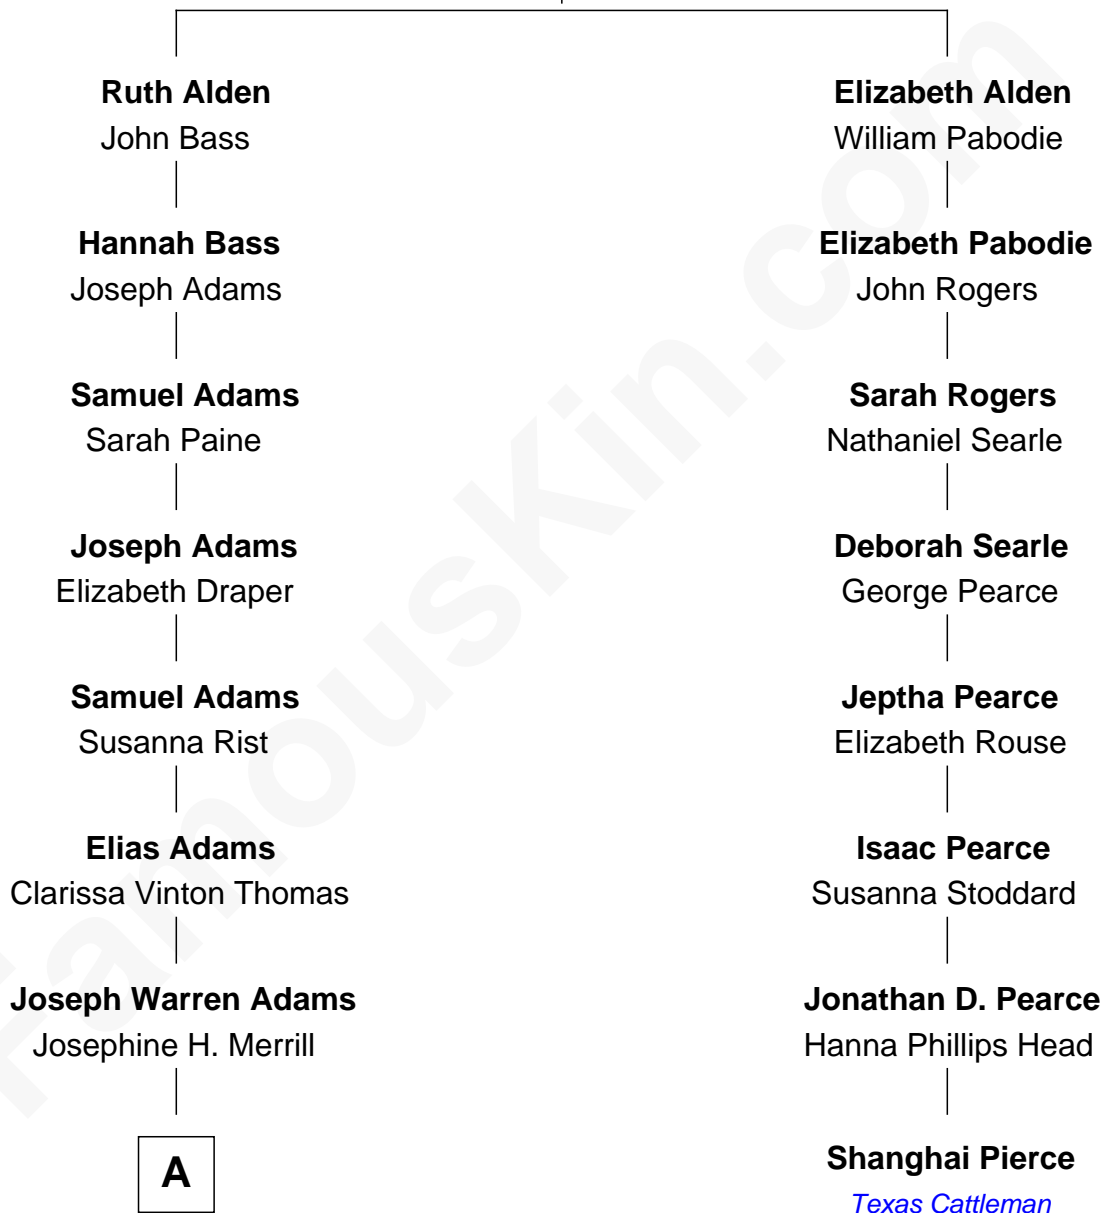 Ruth Alden
John Bass
Hannah Bass
Joseph Adams
Samuel Adams
Sarah Paine
Joseph Adams
Elizabeth Draper
Samuel Adams
Susanna Rist
Elias Adams
Clarissa Vinton Thomas
Joseph Warren Adams
Josephine H. Merrill
A
Elizabeth Alden
William Pabodie
Elizabeth Pabodie
John Rogers
Sarah Rogers
Nathaniel Searle
Deborah Searle
George Pearce
Jeptha Pearce
Elizabeth Rouse
Isaac Pearce
Susanna Stoddard
Jonathan D. Pearce
Hanna Phillips Head
Shanghai Pierce
Texas Cattleman
FamousKin.com